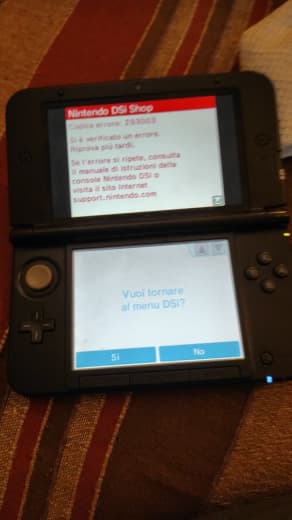 Nintendo DSi Shop
Codice errore: 293003
Si è verificato un errore.
Riprova più tardi.
Se l'errore si ripete, consulta
il manuale di istruzioni della
console Nintendo DSi o
visita il sito Internet
support.nintendo.com
Vuoi tornare
al menu DSi?
Sì
No